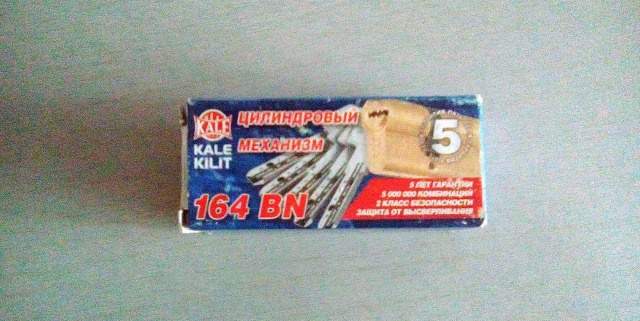 KALE
KALE
KILIT
ЦИЛИНДРОВЫЙ
МЕХАНИЗМ
164 BN
5
5 ЛЕТ ГАРАНТИИ
5 000 000 КОМБИНАЦИЙ
2 КЛАСС БЕЗОПАСНОСТИ
ЗАЩИТА ОТ ВЫСВЕРЛИВАНИЯ